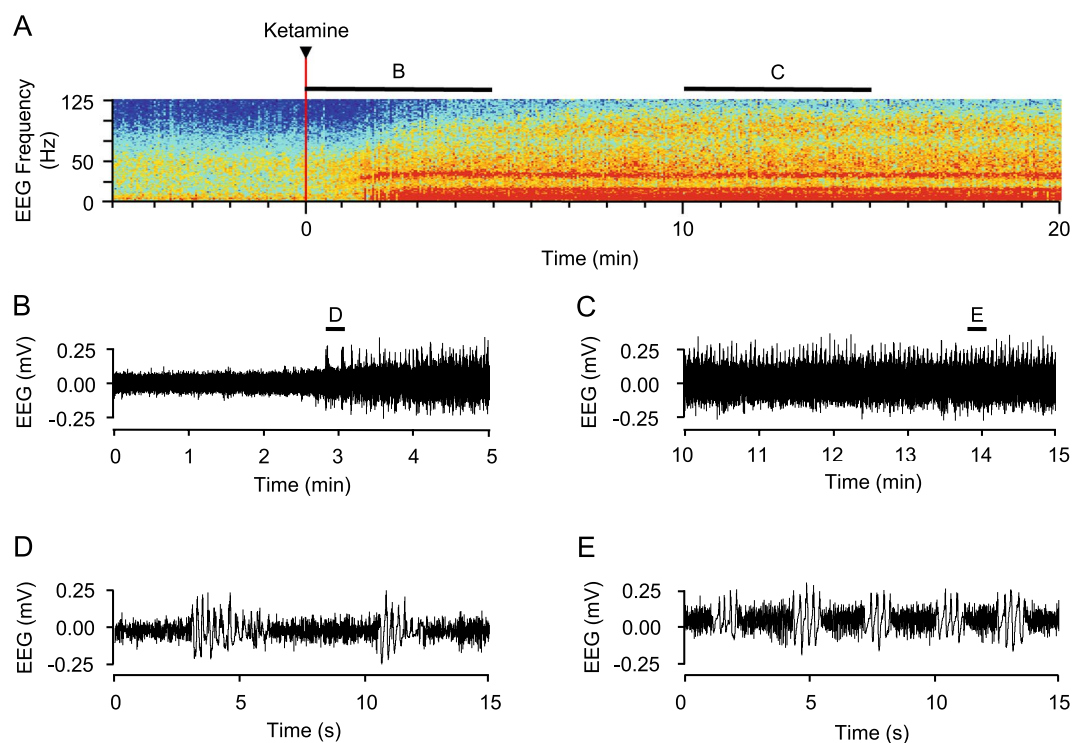 A
Ketamine
B
C
125
50
0
EEG Frequency
(Hz)
0
10
20
Time (min)
B
D
0.25
0.00
-0.25
EEG (mV)
0 1 2 3 4 5
Time (min)
C
E
0.25
0.00
-0.25
EEG (mV)
10 11 12 13 14 15
Time (min)
D
0.25
0.00
-0.25
EEG (mV)
0 5 10 15
Time (s)
E
0.25
0.00
-0.25
EEG (mV)
0 5 10 15
Time (s)